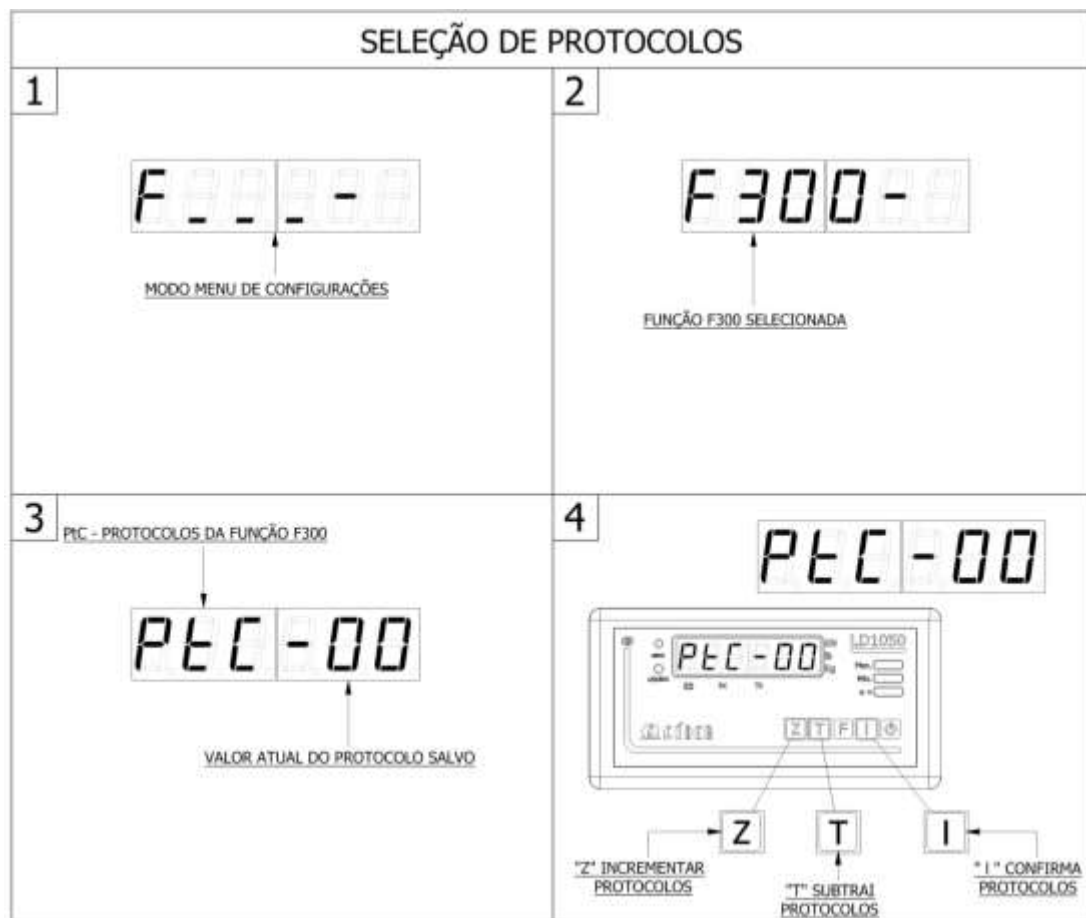 SELEÇÃO DE PROTOCOLOS
1
F _ _ _ -
MODO MENU DE CONFIGURAÇÕES
2
F300-
FUNÇÃO F300 SELECIONADA
3
PtC - PROTOCOLOS DA FUNÇÃO F300
PtC-00
VALOR ATUAL DO PROTOCOLO SALVO
4
PtC-00
LD1050
PtC-00
Kg
Z T F I
Z T I
"Z" INCREMENTAR
PROTOCOLOS
"T" SUBTRAI
PROTOCOLOS
" I " CONFIRMA
PROTOCOLOS